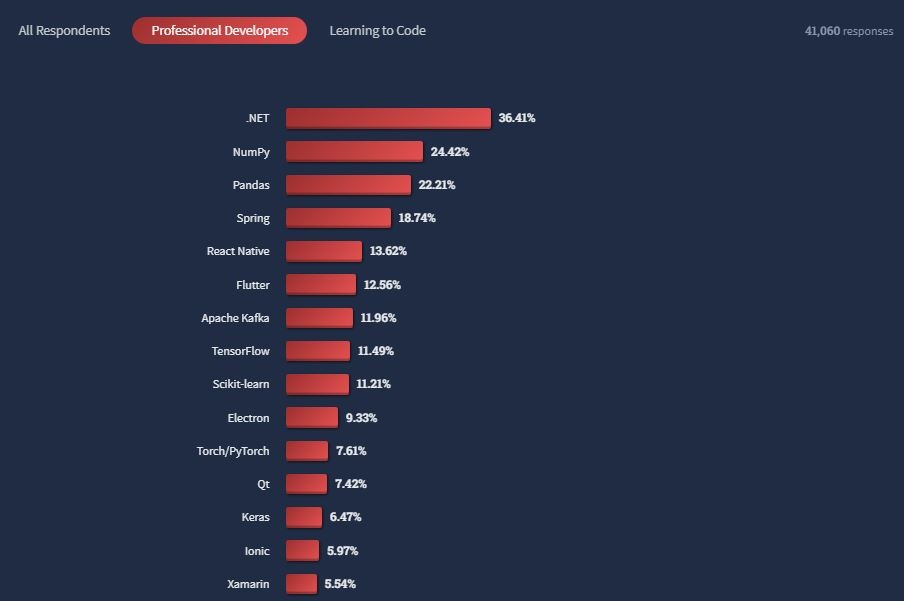 All Respondents Professional Developers Learning to Code 41,060 responses
.NET 36.41%
NumPy 24.42%
Pandas 22.21%
Spring 18.74%
React Native 13.62%
Flutter 12.56%
Apache Kafka 11.96%
TensorFlow 11.49%
Scikit-learn 11.21%
Electron 9.33%
Torch/PyTorch 7.61%
Qt 7.42%
Keras 6.47%
Ionic 5.97%
Xamarin 5.54%